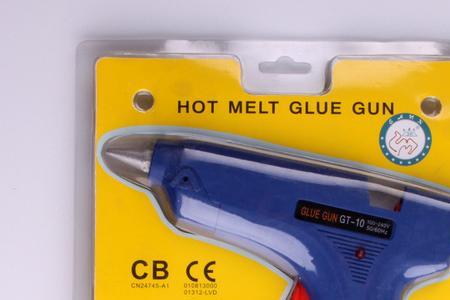 HOT MELT GLUE GUN
GLUE GUN GT-10 100-240V
50/60Hz
CB CE
CN24745-A1 010813000
01312-LVD